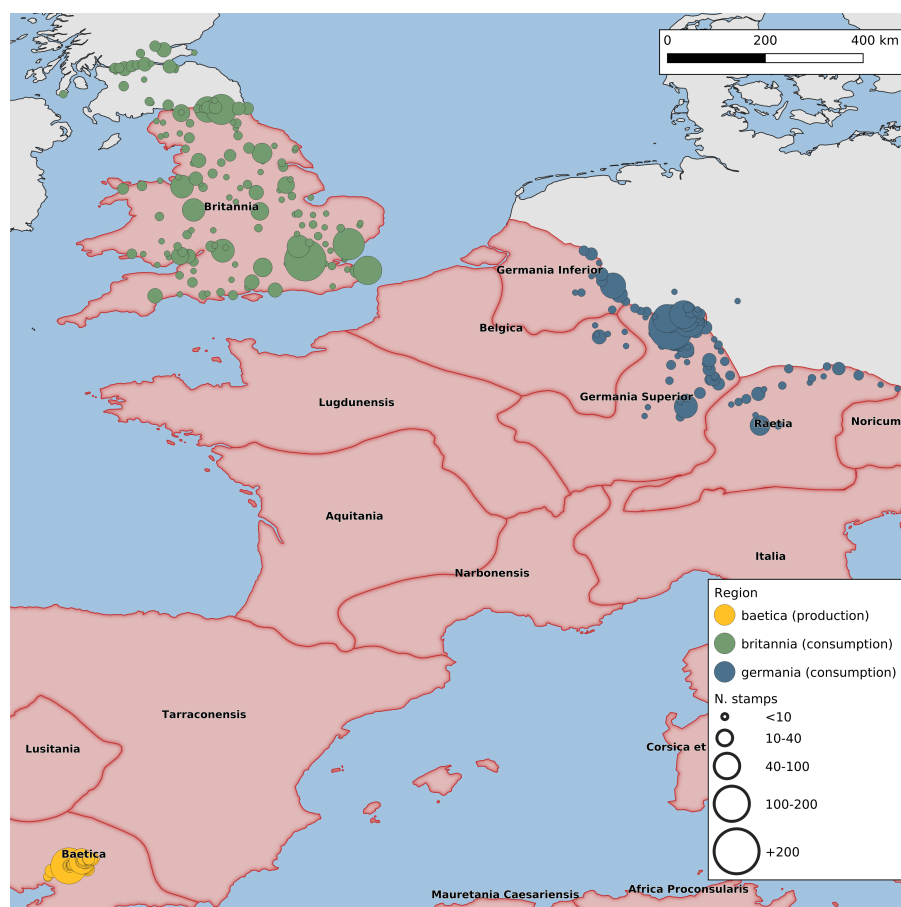 0 200 400 km
Britannia
Germania Inferior
Belgica
Lugdunensis
Germania Superior
Raetia
Noricum
Aquitania
Italia
Narbonensis
Tarraconensis
Lusitania
Corsica et
Baetica
Mauretania Caesariensis
Africa Proconsularis
Region
baetica (production)
britannia (consumption)
germania (consumption)
N. stamps
<10
10-40
40-100
100-200
+200